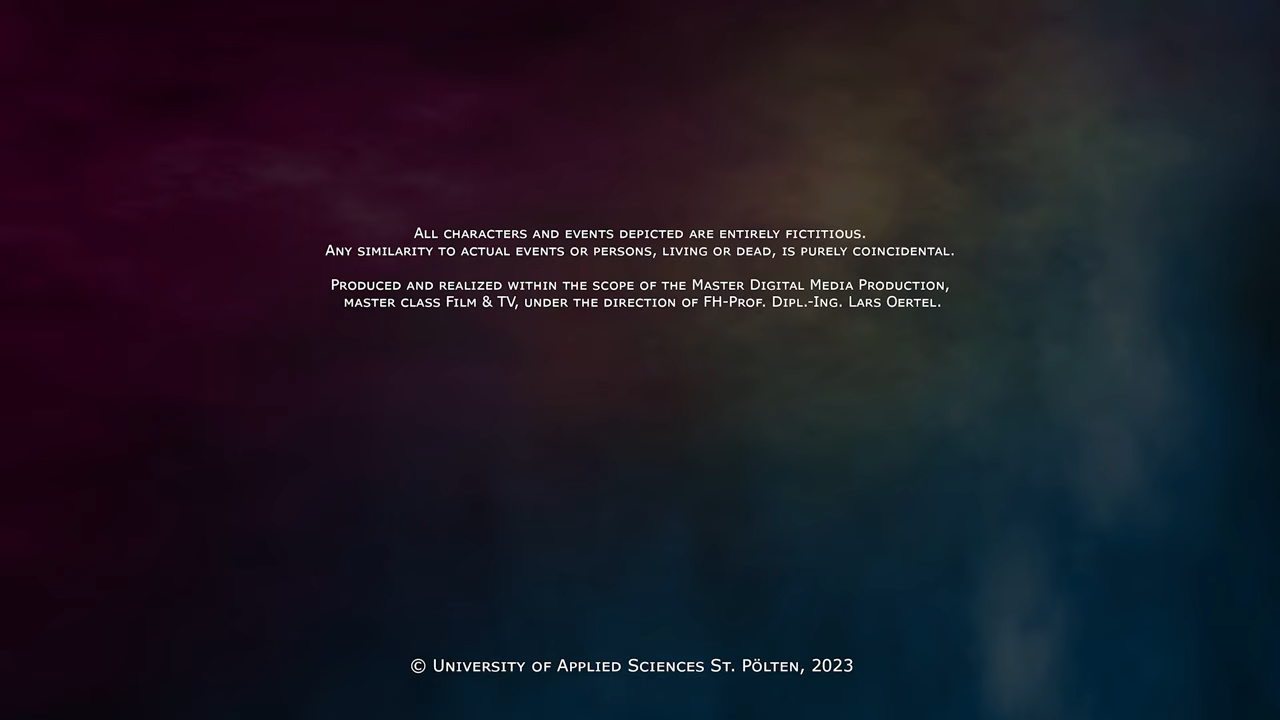 All characters and events depicted are entirely fictitious.
Any similarity to actual events or persons, living or dead, is purely coincidental.
Produced and realized within the scope of the Master Digital Media Production,
master class Film & TV, under the direction of FH-Prof. Dipl.-Ing. Lars Oertel.
© University of Applied Sciences St. Pölten, 2023